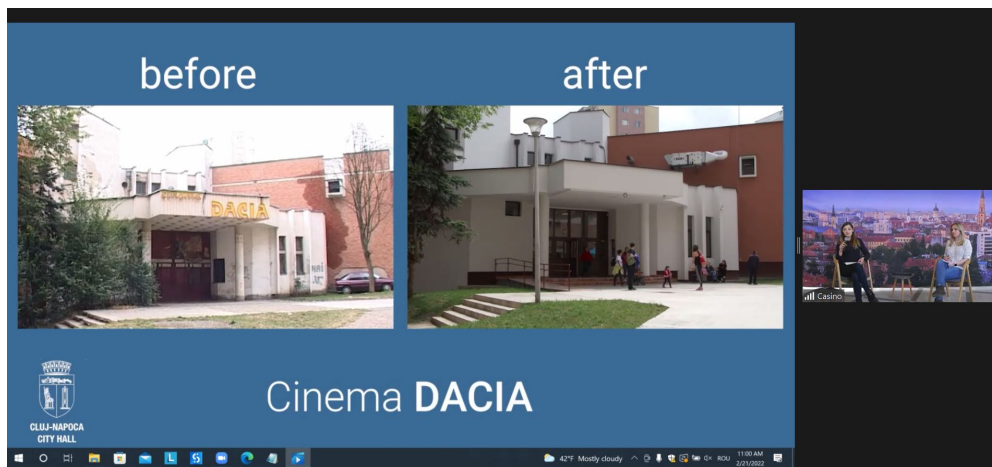 before
after
DACIA
Cinema DACIA
CLUJ-NAPOCA
CITY HALL
Casino
42°F Mostly cloudy
ROU
11:00 AM
2/21/2022